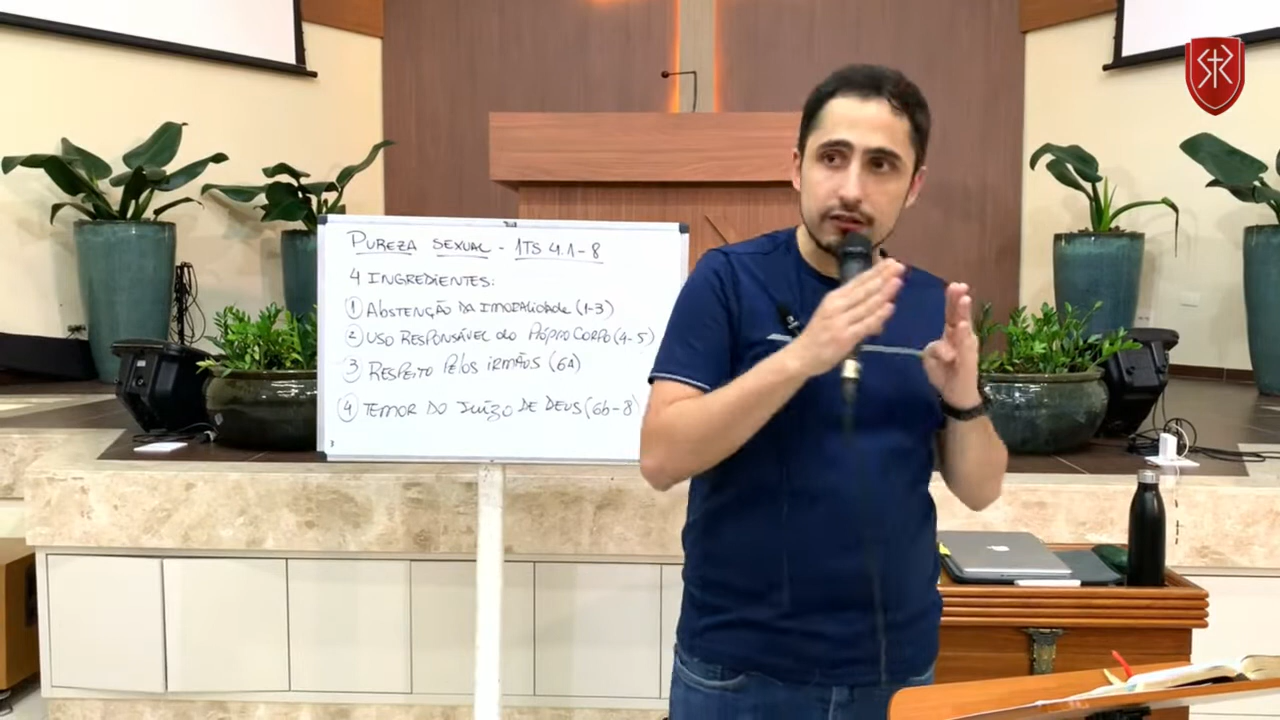 PUREZA SEXUAL - 1TS 4.1-8
4 INGREDIENTES:
1 ABSTENÇÃO DA IMORALIDADE (1-3)
2 USO RESPONSÁVEL do PRÓPRIO CORPO (4-5)
3 RESPEITO PELOS IRMÃOS (6A)
4 TEMOR DO JUÍZO DE DEUS (6b-8)